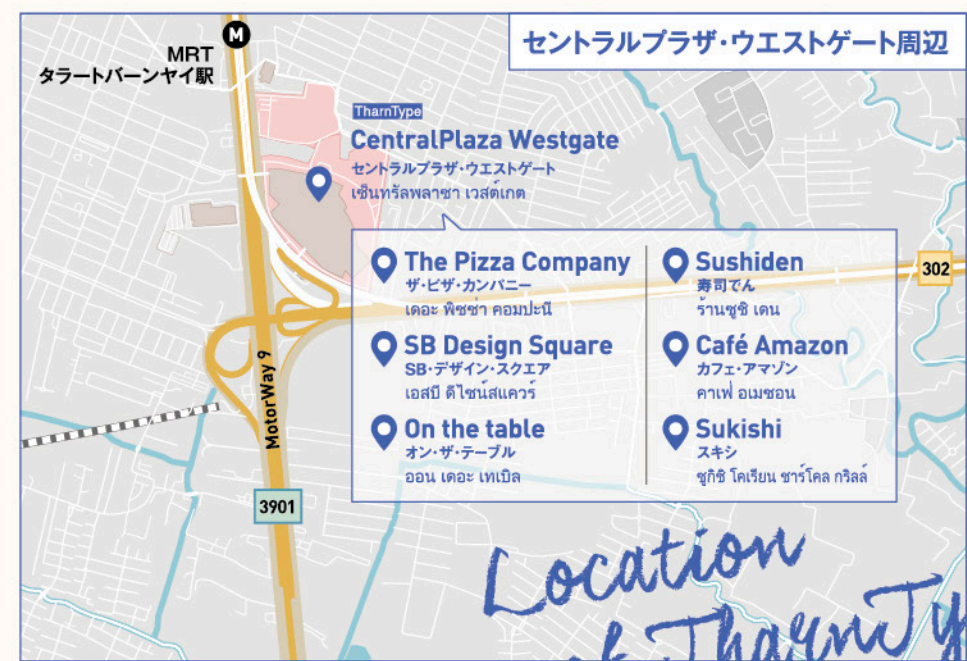 セントラルプラザ・ウエストゲート周辺
M
MRT
タラートバーンヤイ駅
TharnType
CentralPlaza Westgate
セントラルプラザ・ウエストゲート
เซ็นทรัลพลาซา เวสต์เกต
The Pizza Company
ザ・ピザ・カンパニー
เดอะ พิซซ่า คอมปะนี
SB Design Square
SB・デザイン・スクエア
เอสบี ดีไซน์สแควร์
On the table
オン・ザ・テーブル
ออน เดอะ เทเบิล
Sushiden
寿司でん
ร้านซูชิ เดน
Café Amazon
カフェ・アマゾン
คาเฟ่ อเมซอน
Sukishi
スキシ
ซูกิชิ โคเรียน ชาร์โคล กริลล์
302
MotorWay 9
3901
Location